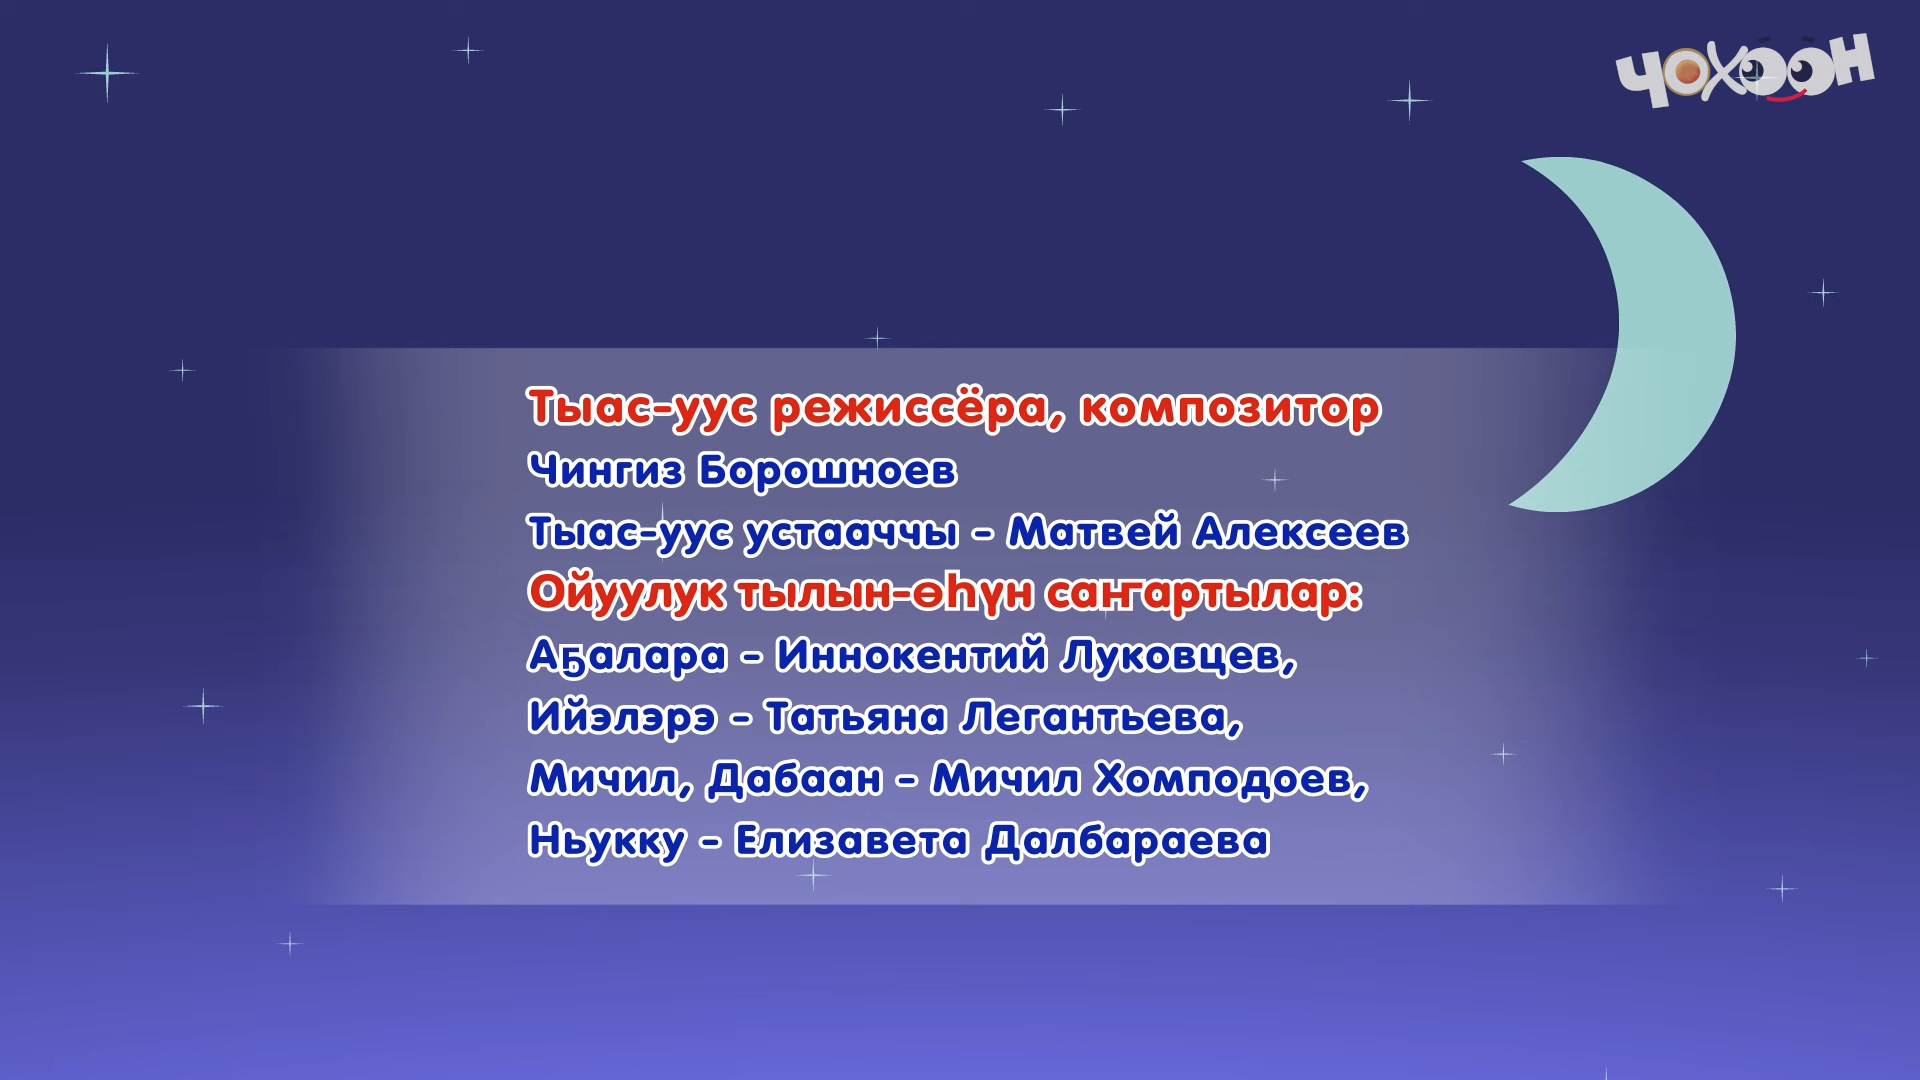 ЧОХООН
Тыас-уус режиссёра, композитор
Чингиз Борошноев
Тыас-уус устааччы – Матвей Алексеев
Ойуулук тылын-өһүн саҥартылар:
Аҕалара – Иннокентий Луковцев,
Ийэлэрэ – Татьяна Легантьева,
Мичил, Дабаан – Мичил Хомподоев,
Ньукку – Елизавета Далбараева